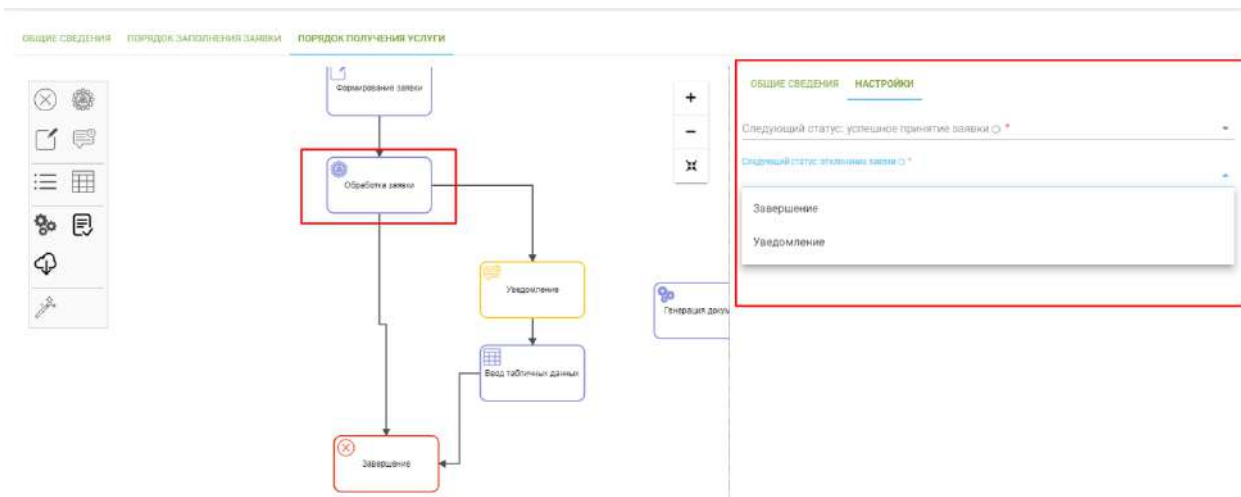 ОБЩИЕ СВЕДЕНИЯ ПОРЯДОК ЗАПОЛНЕНИЯ ЗАЯВКИ ПОРЯДОК ПОЛУЧЕНИЯ УСЛУГИ
Формирование заявки
Обработка заявки
Уведомление
Генерация докум
Ввод табличных данных
Завершение
ОБЩИЕ СВЕДЕНИЯ НАСТРОЙКИ
Следующий статус: успешное принятие заявки *
Следующий статус: отклонение заявки *
Завершение
Уведомление